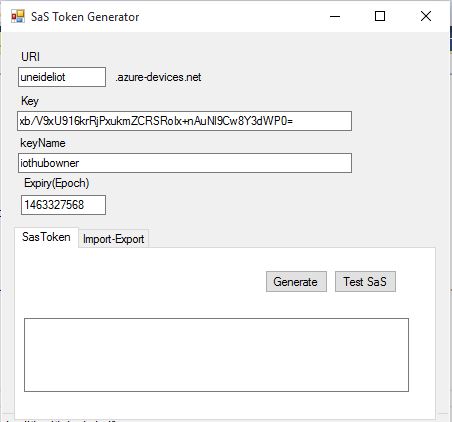 SaS Token Generator
URI
uneideliot .azure-devices.net
Key
xb/V9xU916krRjPxukmZCRSRolx+nAuNl9Cw8Y3dWP0=
keyName
iothubowner
Expiry(Epoch)
1463327568
SasToken Import-Export
Generate Test SaS